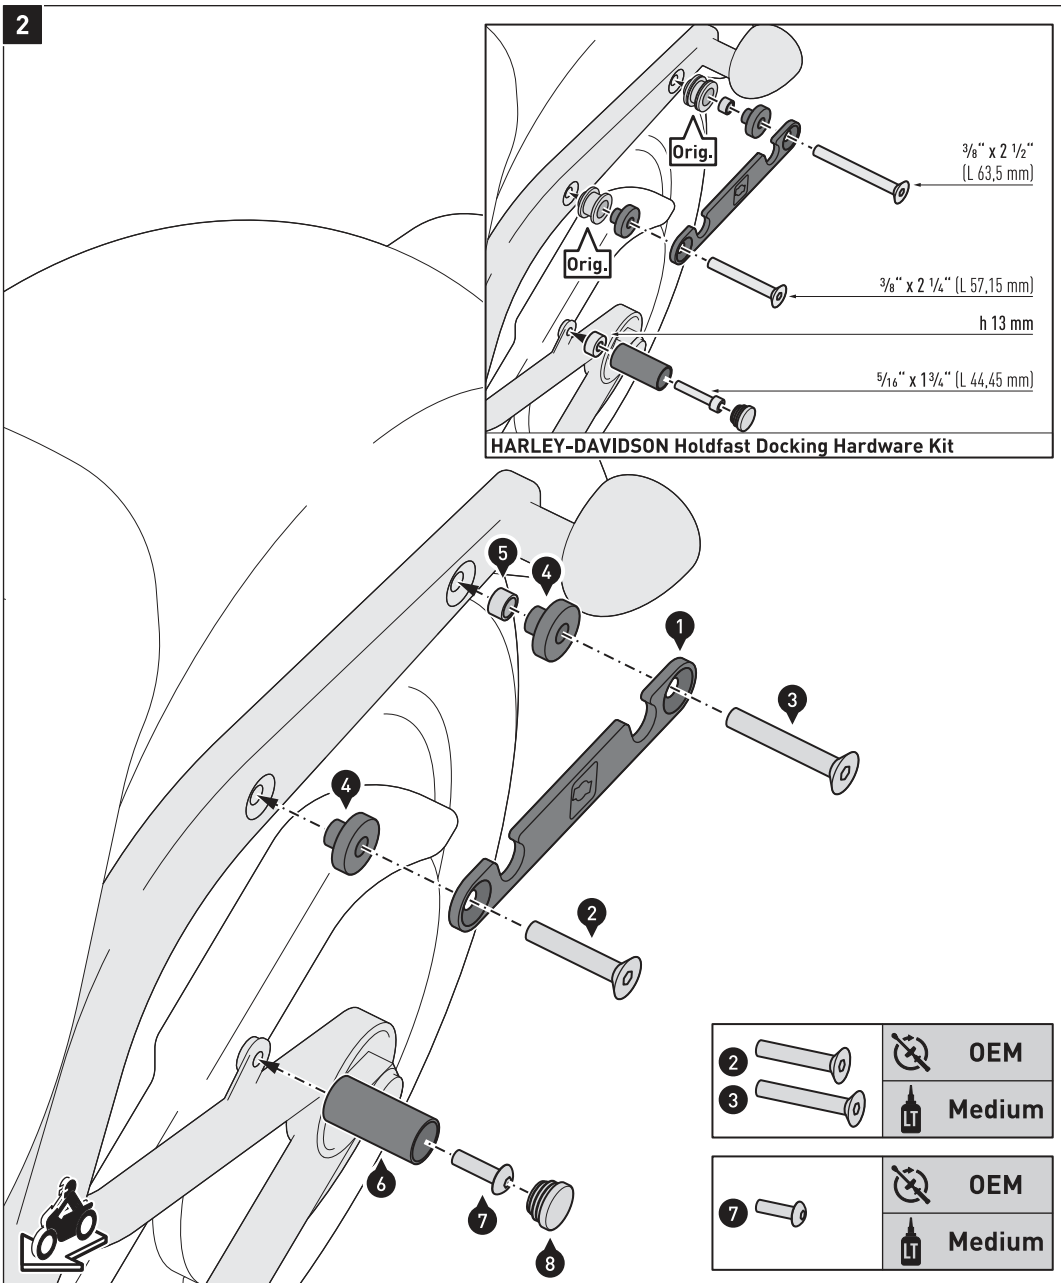 2
Orig.
3/8“ x 2 1/2“
(L 63,5 mm)
Orig.
3/8“ x 2 1/4“ (L 57,15 mm)
h 13 mm
5/16“ x 1 3/4“ (L 44,45 mm)
HARLEY-DAVIDSON Holdfast Docking Hardware Kit
5
4
1
3
4
2
6
7
8
2
3
OEM
LT
Medium
7
OEM
LT
Medium